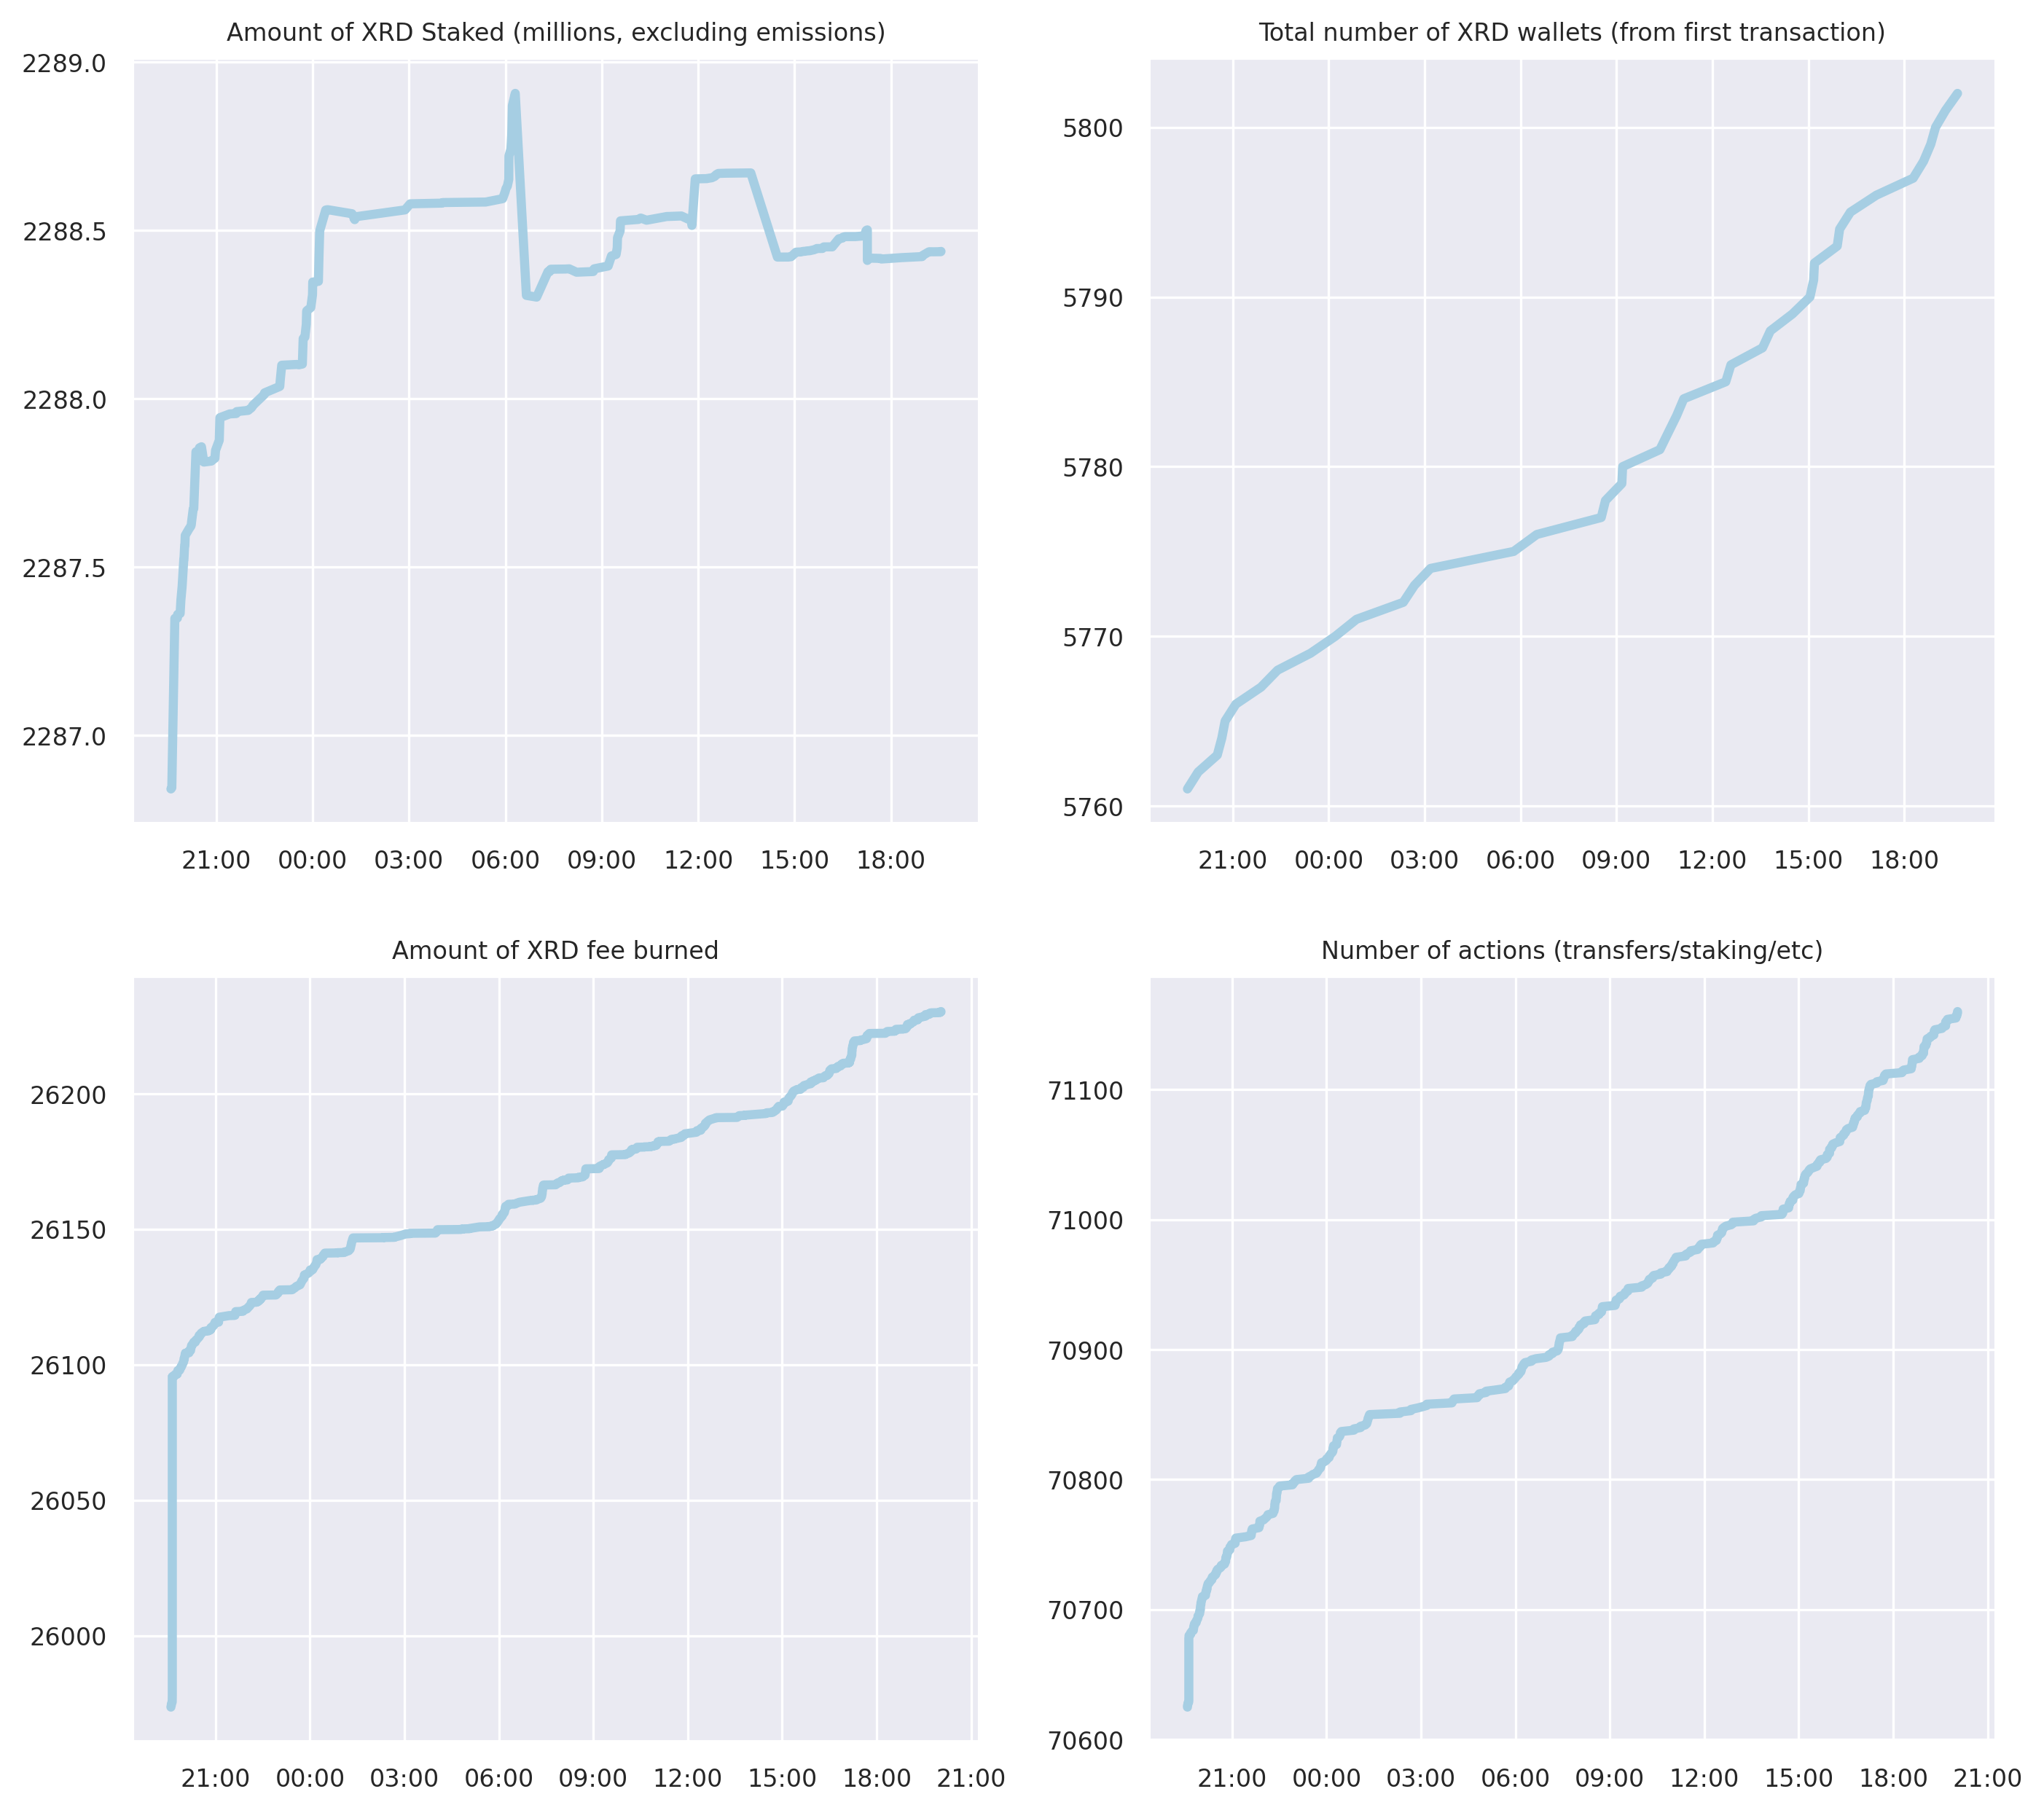 Amount of XRD Staked (millions, excluding emissions)
2289.0
2288.5
2288.0
2287.5
2287.0
21:00 00:00 03:00 06:00 09:00 12:00 15:00 18:00
Total number of XRD wallets (from first transaction)
5800
5790
5780
5770
5760
21:00 00:00 03:00 06:00 09:00 12:00 15:00 18:00
Amount of XRD fee burned
26200
26150
26100
26050
26000
21:00 00:00 03:00 06:00 09:00 12:00 15:00 18:00 21:00
Number of actions (transfers/staking/etc)
71100
71000
70900
70800
70700
70600
21:00 00:00 03:00 06:00 09:00 12:00 15:00 18:00 21:00